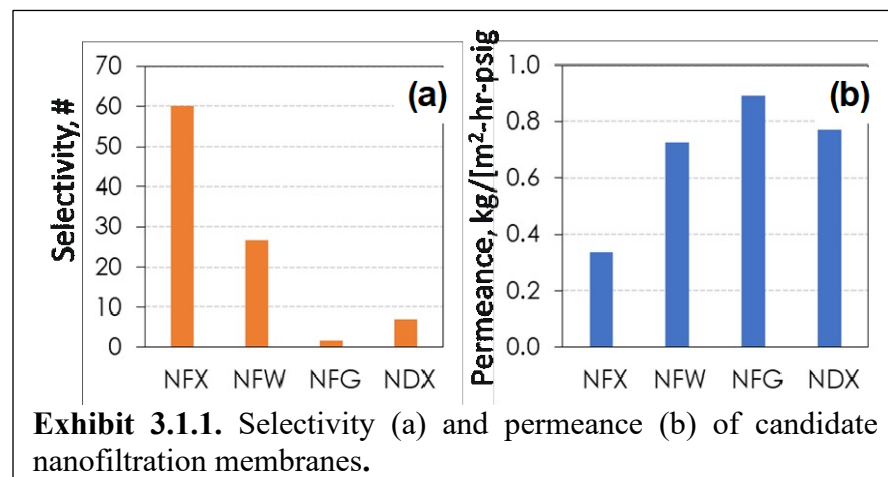 (a)
Selectivity, #
70
60
50
40
30
20
10
0
NFX NFW NFG NDX
(b)
Permeance, kg/[m²-hr-psig
1.0
0.8
0.6
0.4
0.2
0.0
NFX NFW NFG NDX
Exhibit 3.1.1. Selectivity (a) and permeance (b) of candidate
nanofiltration membranes.